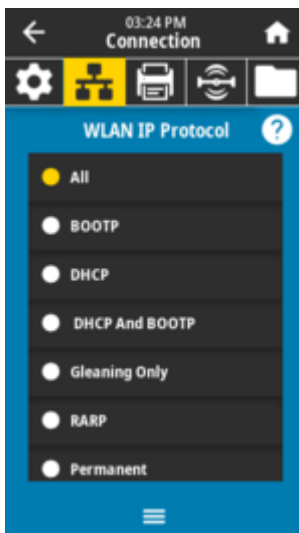 03:24 PM
Connection
WLAN IP Protocol ?
All
BOOTP
DHCP
DHCP And BOOTP
Gleaning Only
RARP
Permanent